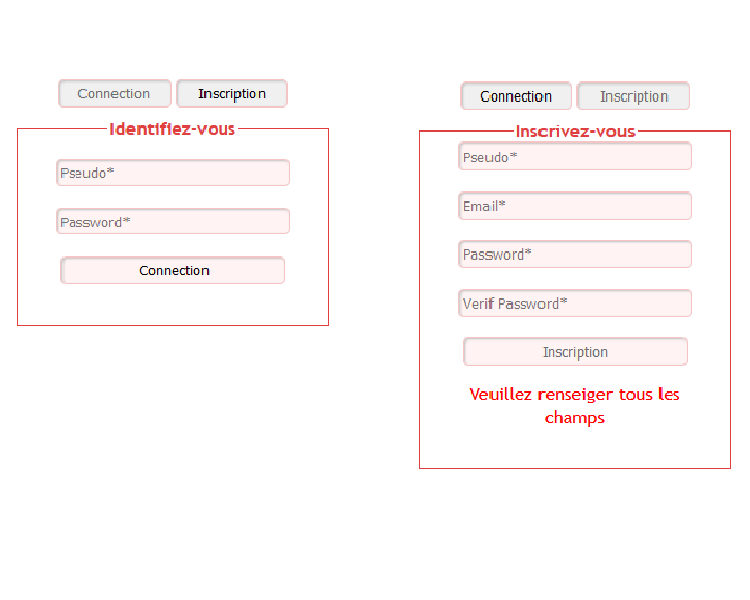 Connection Inscription
Identifiez-vous
Pseudo*
Password*
Connection
Connection Inscription
Inscrivez-vous
Pseudo*
Email*
Password*
Verif Password*
Inscription
Veuillez renseiger tous les
champs